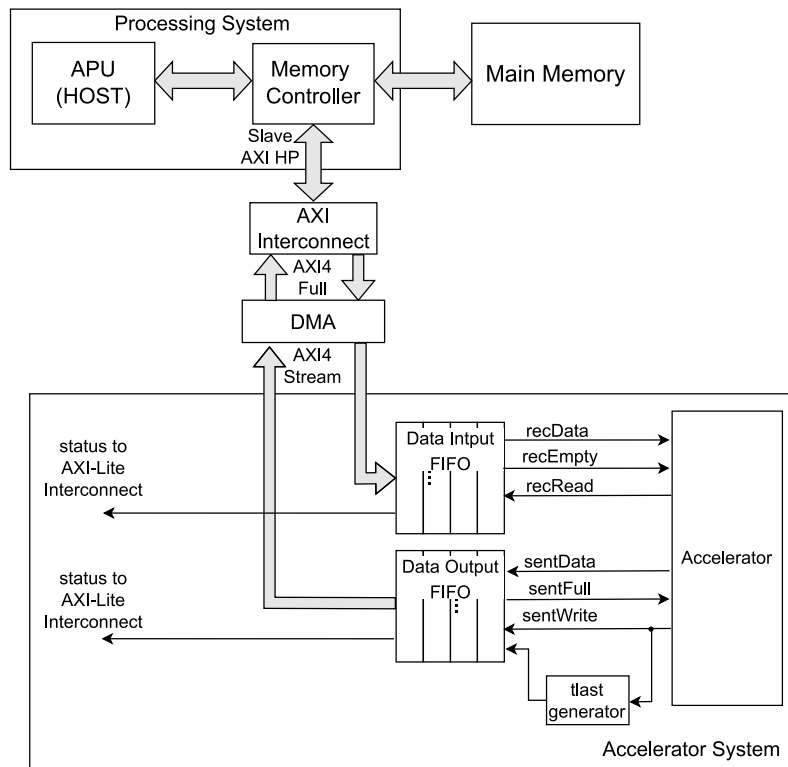 Processing System
APU
(HOST)
Memory
Controller
Main Memory
Slave
AXI HP
AXI
Interconnect
AXI4
Full
DMA
AXI4
Stream
status to
AXI-Lite
Interconnect
Data Intput
FIFO
recData
recEmpty
recRead
Accelerator
status to
AXI-Lite
Interconnect
Data Output
FIFO
sentData
sentFull
sentWrite
tlast
generator
Accelerator System